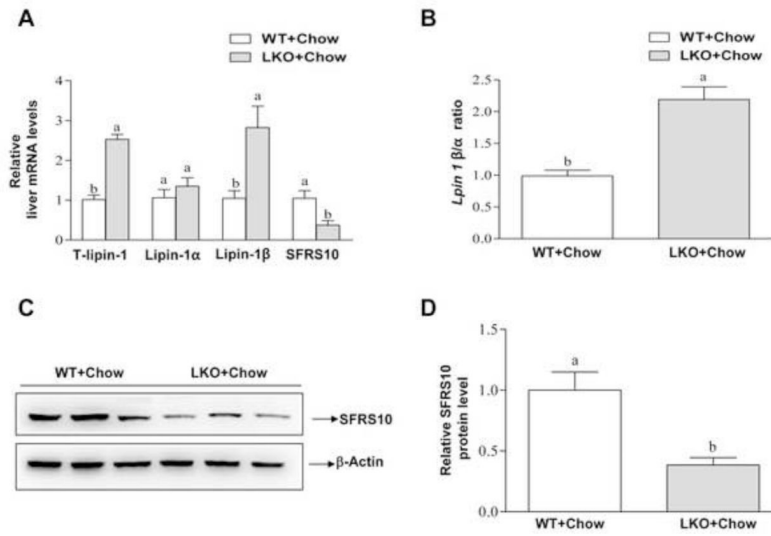 A
WT+Chow
LKO+Chow
Relative
liver mRNA levels
4
3
2
1
0
b
a
a
a
b
a
a
b
T-lipin-1
Lipin-1α
Lipin-1β
SFRS10
B
WT+Chow
LKO+Chow
Lpin 1 β/α ratio
2.5
2.0
1.5
1.0
0.5
0.0
b
a
WT+Chow
LKO+Chow
C
WT+Chow
LKO+Chow
SFRS10
β-Actin
D
Relative SFRS10
protein level
1.5
1.0
0.5
0.0
a
b
WT+Chow
LKO+Chow